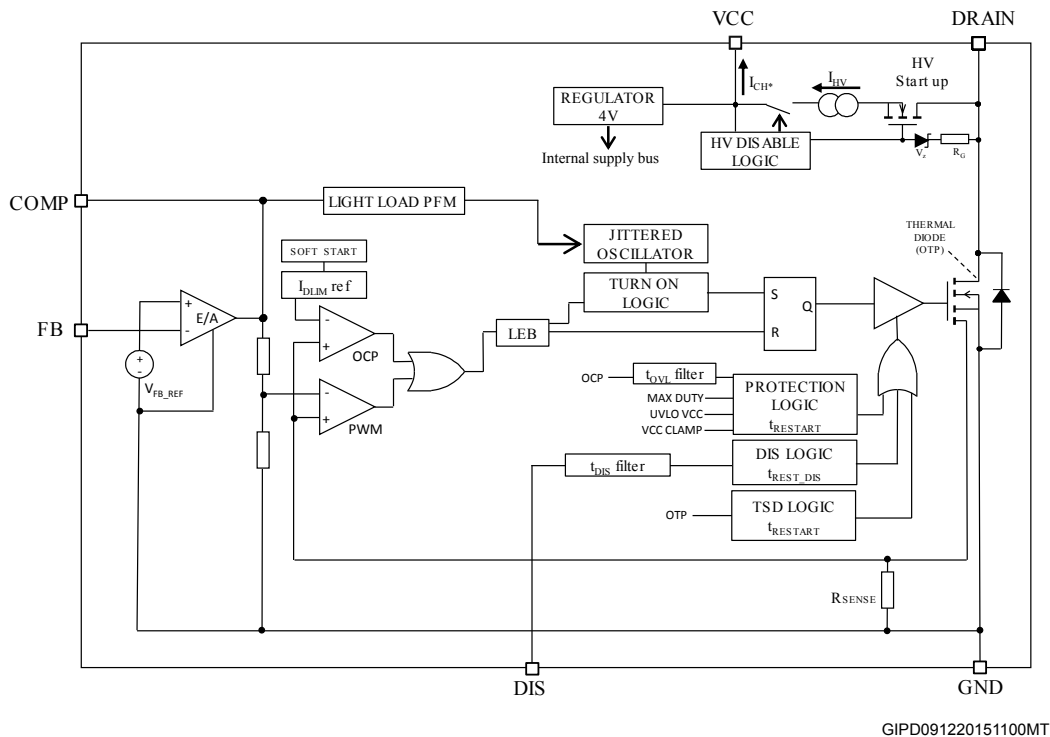 VCC
DRAIN
HV
Start up
I_HV
I_CH*
REGULATOR
4V
Internal supply bus
HV DISABLE
LOGIC
V_z
R_G
COMP
LIGHT LOAD PFM
THERMAL
DIODE
(OTP)
JITTERED
OSCILLATOR
SOFT START
I_DLIM ref
TURN ON
LOGIC
+
E/A
-
FB
-
+
OCP
LEB
S
Q
R
+
-
V_FB_REF
-
+
PWM
OCP
t_OVL filter
MAX DUTY
UVLO VCC
VCC CLAMP
PROTECTION
LOGIC
t_RESTART
t_DIS filter
DIS LOGIC
t_REST_DIS
OTP
TSD LOGIC
t_RESTART
R_SENSE
DIS
GND
GIPD091220151100MT